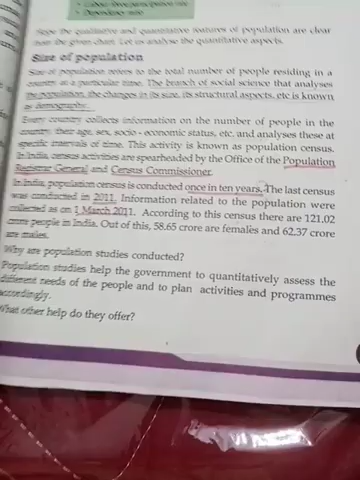 • Labour force participation rate
• Dependency ratio
Hope the qualitative and quantitative features of population are clear
from the given chart. Let us analyse the quantitative aspects.
Size of population
Size of population refers to the total number of people residing in a
country at a particular time. The branch of social science that analyses
the population, the changes in its size, its structural aspects, etc is known
as demography.
Every country collects information on the number of people in the
country, their age, sex, socio - economic status, etc, and analyses these at
specific intervals of time. This activity is known as population census.
In India, census activities are spearheaded by the Office of the Population
Registrar General and Census Commissioner.
In India, population census is conducted once in ten years. The last census
was conducted in 2011. Information related to the population were
collected as on 1 March 2011. According to this census there are 121.02
crore people in India. Out of this, 58.65 crore are females and 62.37 crore
are males.
Why are population studies conducted?
Population studies help the government to quantitatively assess the
different needs of the people and to plan activities and programmes
accordingly.
What other help do they offer?